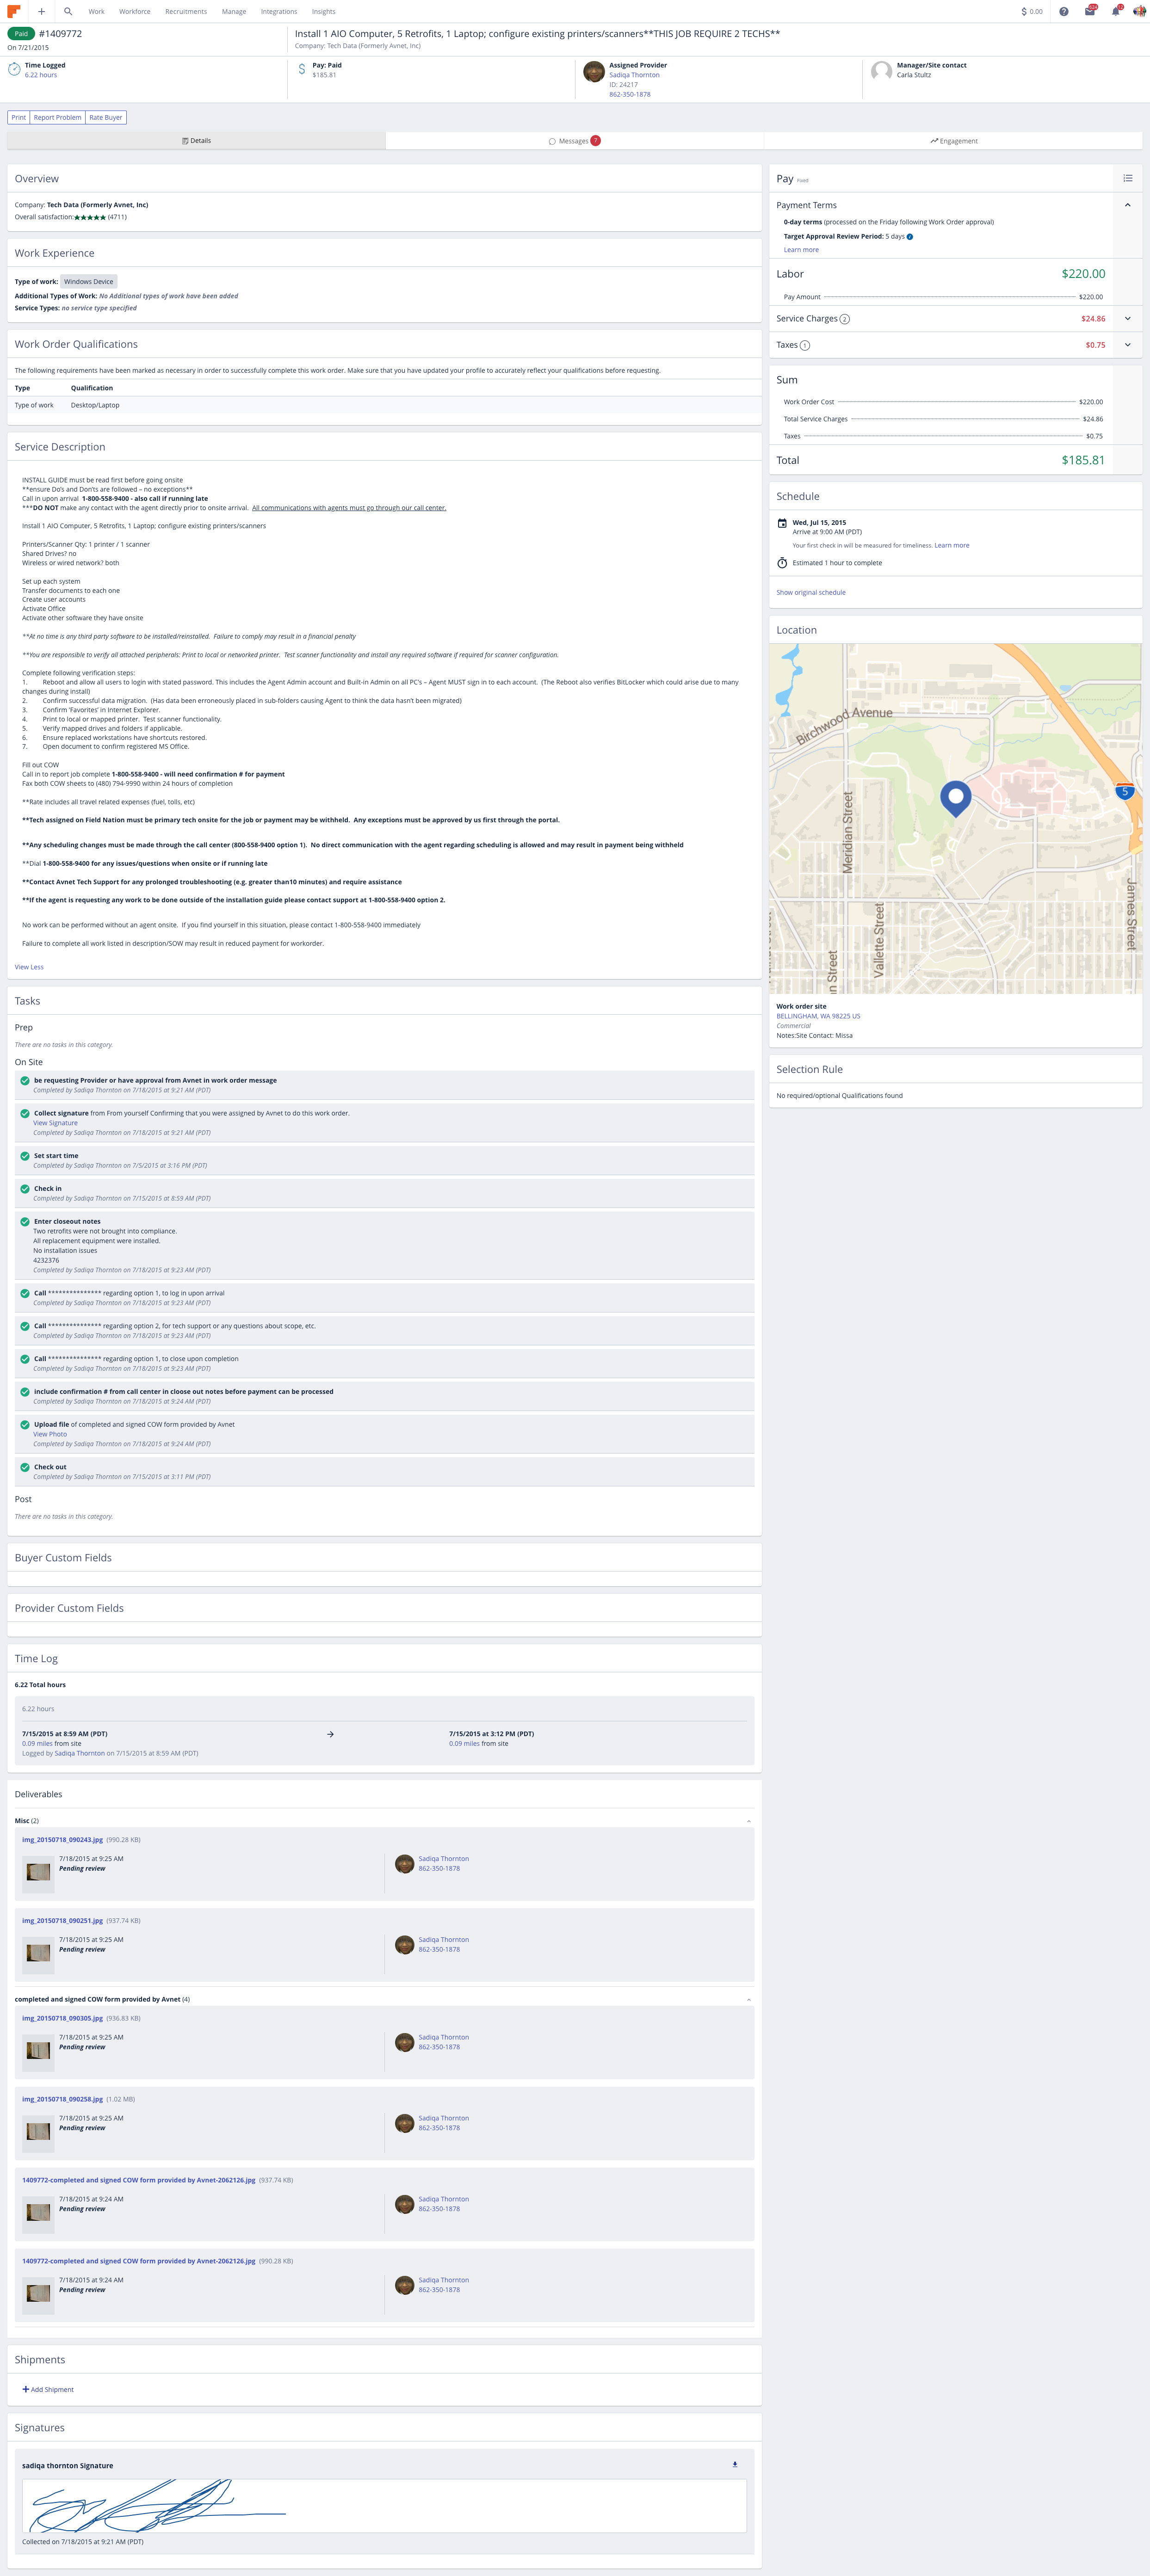 Work Workforce Recruitments Manage Integrations Insights
$ 0.00
Paid #1409772
On 7/21/2015
Install 1 AIO Computer, 5 Retrofits, 1 Laptop; configure existing printers/scanners**THIS JOB REQUIRE 2 TECHS**
Company: Tech Data (Formerly Avnet, Inc)
Time Logged
6.22 hours
Pay: Paid
$185.81
Assigned Provider
Sadiqa Thornton
ID: 24217
862-350-1878
Manager/Site contact
Carla Stultz
Print Report Problem Rate Buyer
Details
Messages 7
Engagement
Overview
Company: Tech Data (Formerly Avnet, Inc)
Overall satisfaction:★★★★★ (4711)
Work Experience
Type of work: Windows Device
Additional Types of Work: No Additional types of work have been added
Service Types: no service type specified
Work Order Qualifications
The following requirements have been marked as necessary in order to successfully complete this work order. Make sure that you have updated your profile to accurately reflect your qualifications before requesting.
Type Qualification
Type of work Desktop/Laptop
Service Description
INSTALL GUIDE must be read first before going onsite
**ensure Do's and Don'ts are followed – no exceptions**
Call in upon arrival 1-800-558-9400 - also call if running late
***DO NOT make any contact with the agent directly prior to onsite arrival. All communications with agents must go through our call center.
Install 1 AIO Computer, 5 Retrofits, 1 Laptop; configure existing printers/scanners
Printers/Scanner Qty: 1 printer / 1 scanner
Shared Drives? no
Wireless or wired network? both
Set up each system
Transfer documents to each one
Create user accounts
Activate Office
Activate other software they have onsite
**At no time is any third party software to be installed/reinstalled. Failure to comply may result in a financial penalty
**You are responsible to verify all attached peripherals: Print to local or networked printer. Test scanner functionality and install any required software if required for scanner configuration.
Complete following verification steps:
1. Reboot and allow all users to login with stated password. This includes the Agent Admin account and Built-in Admin on all PC's – Agent MUST sign in to each account. (The Reboot also verifies BitLocker which could arise due to many
changes during install)
2. Confirm successful data migration. (Has data been erroneously placed in sub-folders causing Agent to think the data hasn't been migrated)
3. Confirm 'Favorites' in Internet Explorer.
4. Print to local or mapped printer. Test scanner functionality.
5. Verify mapped drives and folders if applicable.
6. Ensure replaced workstations have shortcuts restored.
7. Open document to confirm registered MS Office.
Fill out COW
Call in to report job complete 1-800-558-9400 - will need confirmation # for payment
Fax both COW sheets to (480) 794-9990 within 24 hours of completion
**Rate includes all travel related expenses (fuel, tolls, etc)
**Tech assigned on Field Nation must be primary tech onsite for the job or payment may be withheld. Any exceptions must be approved by us first through the portal.
**Any scheduling changes must be made through the call center (800-558-9400 option 1). No direct communication with the agent regarding scheduling is allowed and may result in payment being withheld
**Dial 1-800-558-9400 for any issues/questions when onsite or if running late
**Contact Avnet Tech Support for any prolonged troubleshooting (e.g. greater than10 minutes) and require assistance
**If the agent is requesting any work to be done outside of the installation guide please contact support at 1-800-558-9400 option 2.
No work can be performed without an agent onsite. If you find yourself in this situation, please contact 1-800-558-9400 immediately
Failure to complete all work listed in description/SOW may result in reduced payment for workorder.
View Less
Tasks
Prep
There are no tasks in this category.
On Site
be requesting Provider or have approval from Avnet in work order message
Completed by Sadiqa Thornton on 7/18/2015 at 9:21 AM (PDT)
Collect signature from From yourself Confirming that you were assigned by Avnet to do this work order.
View Signature
Completed by Sadiqa Thornton on 7/18/2015 at 9:21 AM (PDT)
Set start time
Completed by Sadiqa Thornton on 7/5/2015 at 3:16 PM (PDT)
Check in
Completed by Sadiqa Thornton on 7/15/2015 at 8:59 AM (PDT)
Enter closeout notes
Two retrofits were not brought into compliance.
All replacement equipment were installed.
No installation issues
4232376
Completed by Sadiqa Thornton on 7/18/2015 at 9:23 AM (PDT)
Call *************** regarding option 1, to log in upon arrival
Completed by Sadiqa Thornton on 7/18/2015 at 9:23 AM (PDT)
Call *************** regarding option 2, for tech support or any questions about scope, etc.
Completed by Sadiqa Thornton on 7/18/2015 at 9:23 AM (PDT)
Call *************** regarding option 1, to close upon completion
Completed by Sadiqa Thornton on 7/18/2015 at 9:23 AM (PDT)
include confirmation # from call center in cloose out notes before payment can be processed
Completed by Sadiqa Thornton on 7/18/2015 at 9:24 AM (PDT)
Upload file of completed and signed COW form provided by Avnet
View Photo
Completed by Sadiqa Thornton on 7/18/2015 at 9:24 AM (PDT)
Check out
Completed by Sadiqa Thornton on 7/15/2015 at 3:11 PM (PDT)
Post
There are no tasks in this category.
Buyer Custom Fields
Provider Custom Fields
Time Log
6.22 Total hours
6.22 hours
7/15/2015 at 8:59 AM (PDT) → 7/15/2015 at 3:12 PM (PDT)
0.09 miles from site 0.09 miles from site
Logged by Sadiqa Thornton on 7/15/2015 at 8:59 AM (PDT)
Deliverables
Misc (2)
img_20150718_090243.jpg (990.28 KB)
7/18/2015 at 9:25 AM Sadiqa Thornton
Pending review 862-350-1878
img_20150718_090251.jpg (937.74 KB)
7/18/2015 at 9:25 AM Sadiqa Thornton
Pending review 862-350-1878
completed and signed COW form provided by Avnet (4)
img_20150718_090305.jpg (936.83 KB)
7/18/2015 at 9:25 AM Sadiqa Thornton
Pending review 862-350-1878
img_20150718_090258.jpg (1.02 MB)
7/18/2015 at 9:25 AM Sadiqa Thornton
Pending review 862-350-1878
1409772-completed and signed COW form provided by Avnet-2062126.jpg (937.74 KB)
7/18/2015 at 9:24 AM Sadiqa Thornton
Pending review 862-350-1878
1409772-completed and signed COW form provided by Avnet-2062126.jpg (990.28 KB)
7/18/2015 at 9:24 AM Sadiqa Thornton
Pending review 862-350-1878
Shipments
+ Add Shipment
Signatures
sadiqa thornton Signature
Collected on 7/18/2015 at 9:21 AM (PDT)
Pay Fixed
Payment Terms
0-day terms (processed on the Friday following Work Order approval)
Target Approval Review Period: 5 days
Learn more
Labor $220.00
Pay Amount $220.00
Service Charges 2 $24.86
Taxes 1 $0.75
Sum
Work Order Cost $220.00
Total Service Charges $24.86
Taxes $0.75
Total $185.81
Schedule
Wed, Jul 15, 2015
Arrive at 9:00 AM (PDT)
Your first check in will be measured for timeliness. Learn more
Estimated 1 hour to complete
Show original schedule
Location
Birchwood Avenue
5
Meridian Street
James Street
Vallette Street
n Street
Work order site
BELLINGHAM, WA 98225 US
Commercial
Notes:Site Contact: Missa
Selection Rule
No required/optional Qualifications found